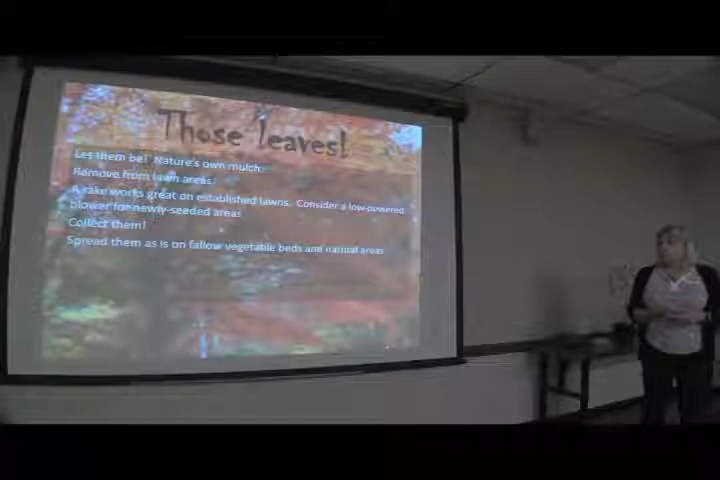 Those leaves!
Let them be! Nature's own mulch.
Remove from lawn areas!
A rake works great on established lawns. Consider a low-powered
blower for newly-seeded areas
Collect them!
Spread them as is on fallow vegetable beds and natural areas